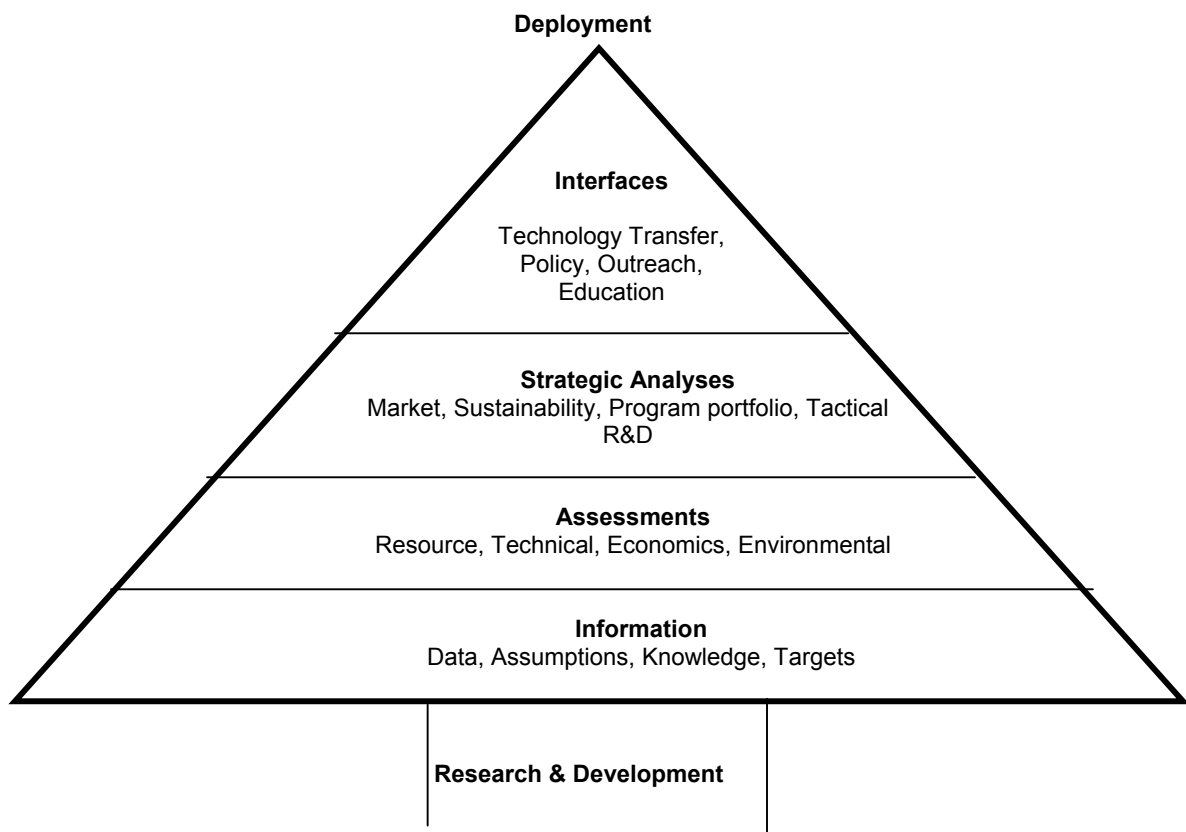 Deployment
Interfaces
Technology Transfer,
Policy, Outreach,
Education
Strategic Analyses
Market, Sustainability, Program portfolio, Tactical
R&D
Assessments
Resource, Technical, Economics, Environmental
Information
Data, Assumptions, Knowledge, Targets
Research & Development